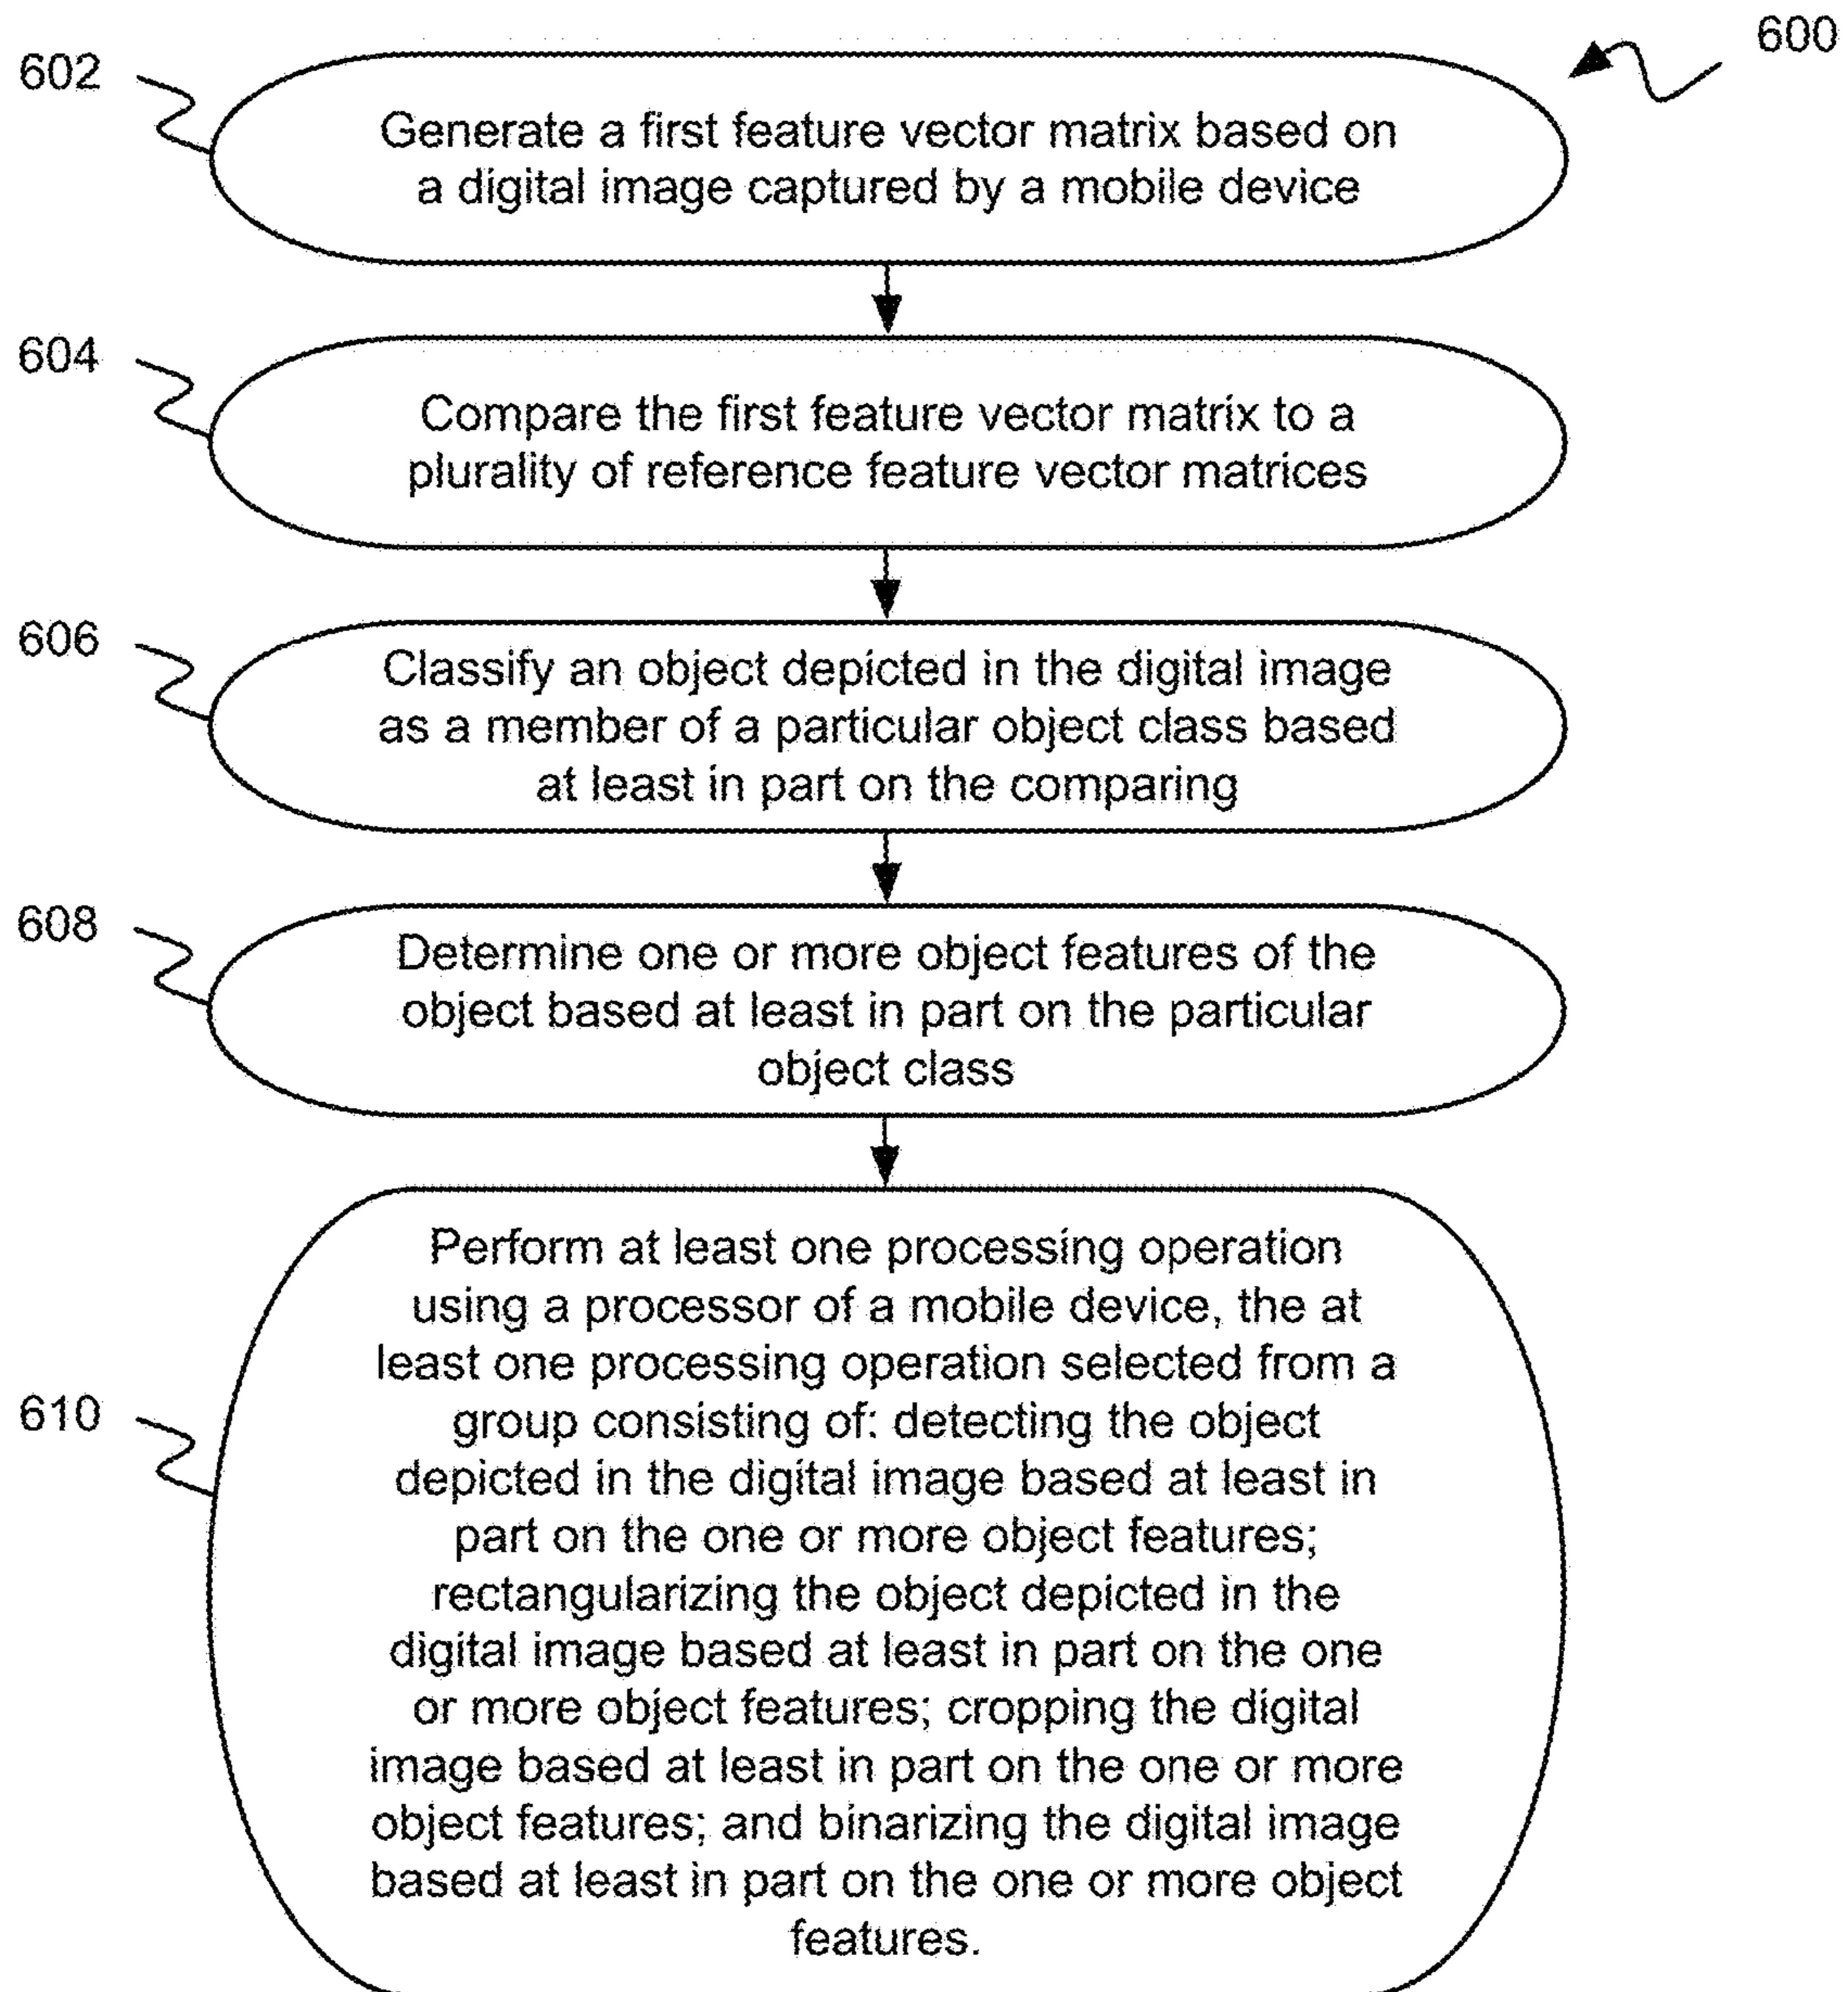 600
602
Generate a first feature vector matrix based on
a digital image captured by a mobile device
604
Compare the first feature vector matrix to a
plurality of reference feature vector matrices
606
Classify an object depicted in the digital image
as a member of a particular object class based
at least in part on the comparing
608
Determine one or more object features of the
object based at least in part on the particular
object class
610
Perform at least one processing operation
using a processor of a mobile device, the at
least one processing operation selected from a
group consisting of: detecting the object
depicted in the digital image based at least in
part on the one or more object features;
rectangularizing the object depicted in the
digital image based at least in part on the one
or more object features; cropping the digital
image based at least in part on the one or more
object features; and binarizing the digital image
based at least in part on the one or more object
features.